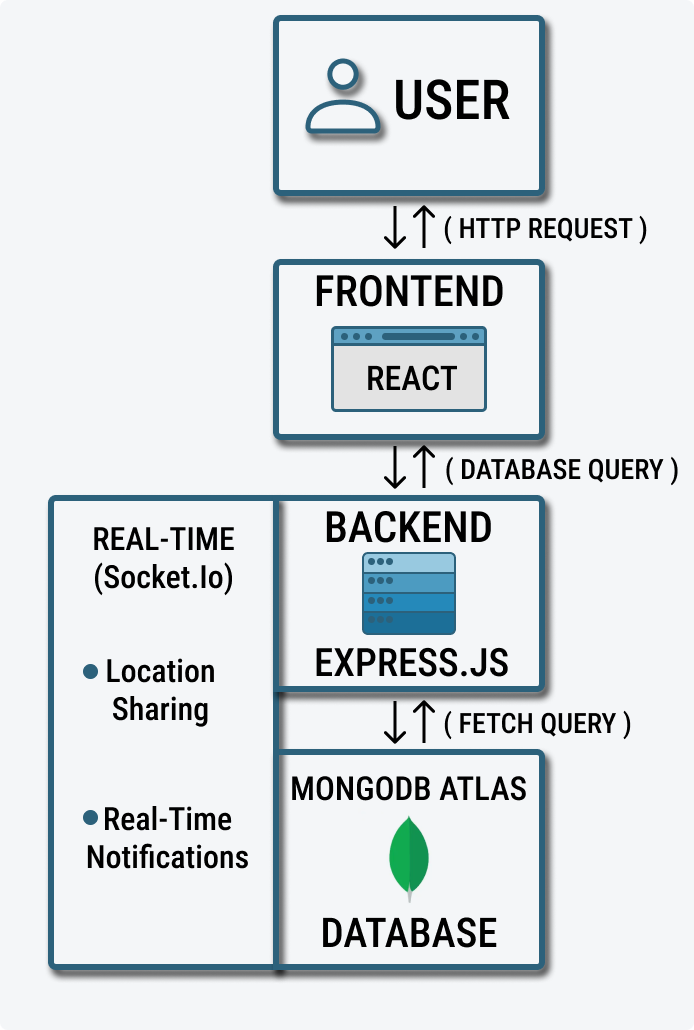 USER
( HTTP REQUEST )
FRONTEND
REACT
( DATABASE QUERY )
BACKEND
EXPRESS.JS
REAL-TIME
(Socket.Io)
Location
Sharing
Real-Time
Notifications
( FETCH QUERY )
MONGODB ATLAS
DATABASE